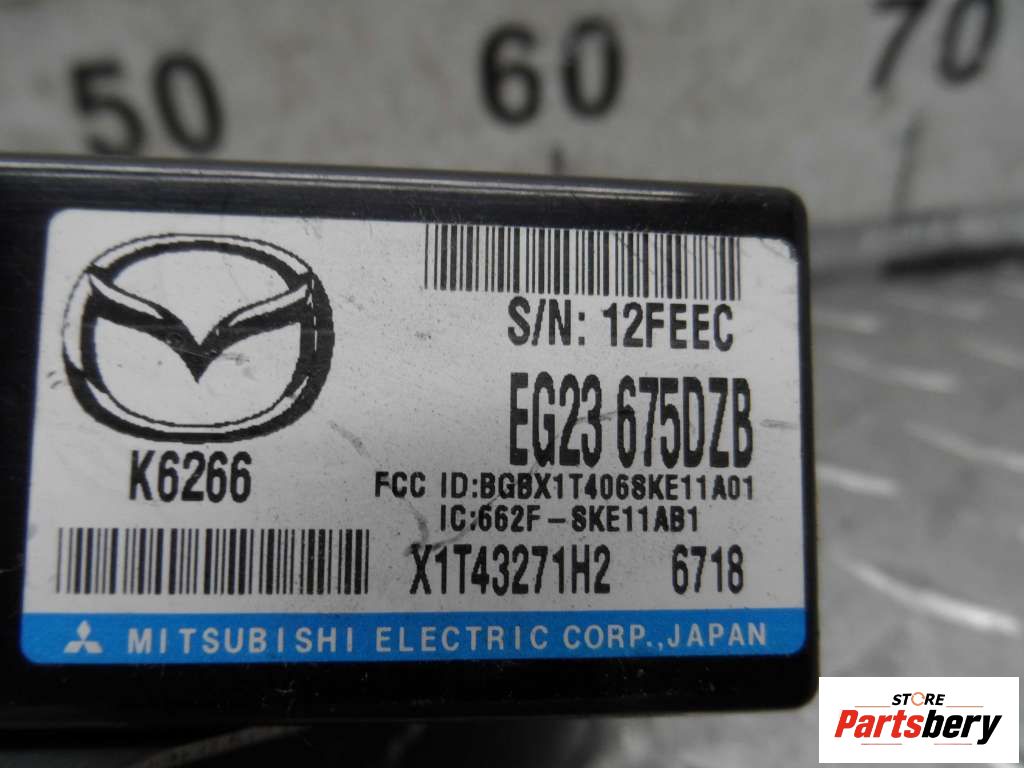 50 60 70
S/N: 12FEEC
EG23 675DZB
K6266
FCC ID:BGBX1T406SKE11A01
IC:662F-SKE11AB1
X1T43271H2 6718
MITSUBISHI ELECTRIC CORP.,JAPAN
STORE
Partsbery